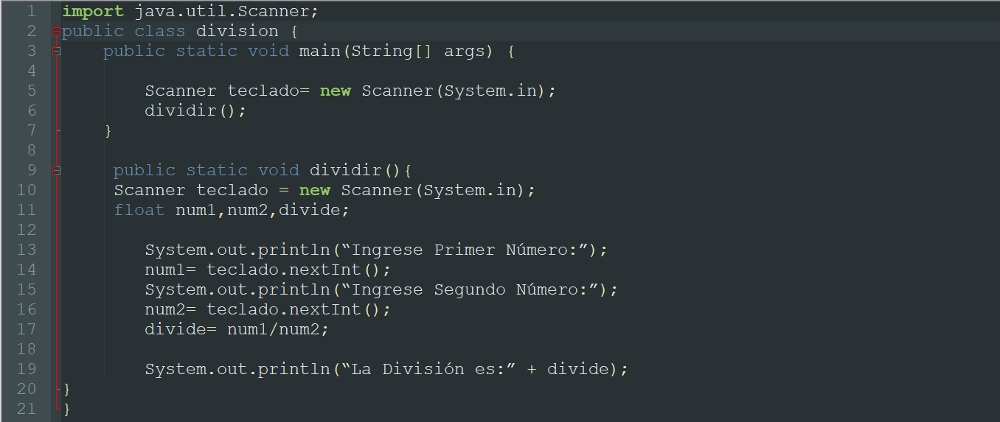 1 import java.util.Scanner;
2 public class division {
3 public static void main(String[] args) {
4
5 Scanner teclado= new Scanner(System.in);
6 dividir();
7 }
8
9 public static void dividir(){
10 Scanner teclado = new Scanner(System.in);
11 float num1,num2,divide;
12
13 System.out.println(“Ingrese Primer Número:”);
14 num1= teclado.nextInt();
15 System.out.println(“Ingrese Segundo Número:”);
16 num2= teclado.nextInt();
17 divide= num1/num2;
18
19 System.out.println(“La División es:” + divide);
20 }
21 }